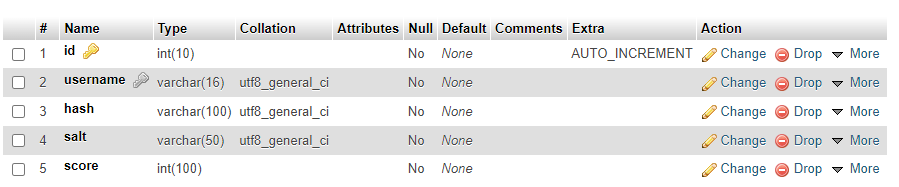 # Name Type Collation Attributes Null Default Comments Extra Action
1 id int(10) No None AUTO_INCREMENT Change Drop More
2 username varchar(16) utf8_general_ci No None Change Drop More
3 hash varchar(100) utf8_general_ci No None Change Drop More
4 salt varchar(50) utf8_general_ci No None Change Drop More
5 score int(100) No None Change Drop More